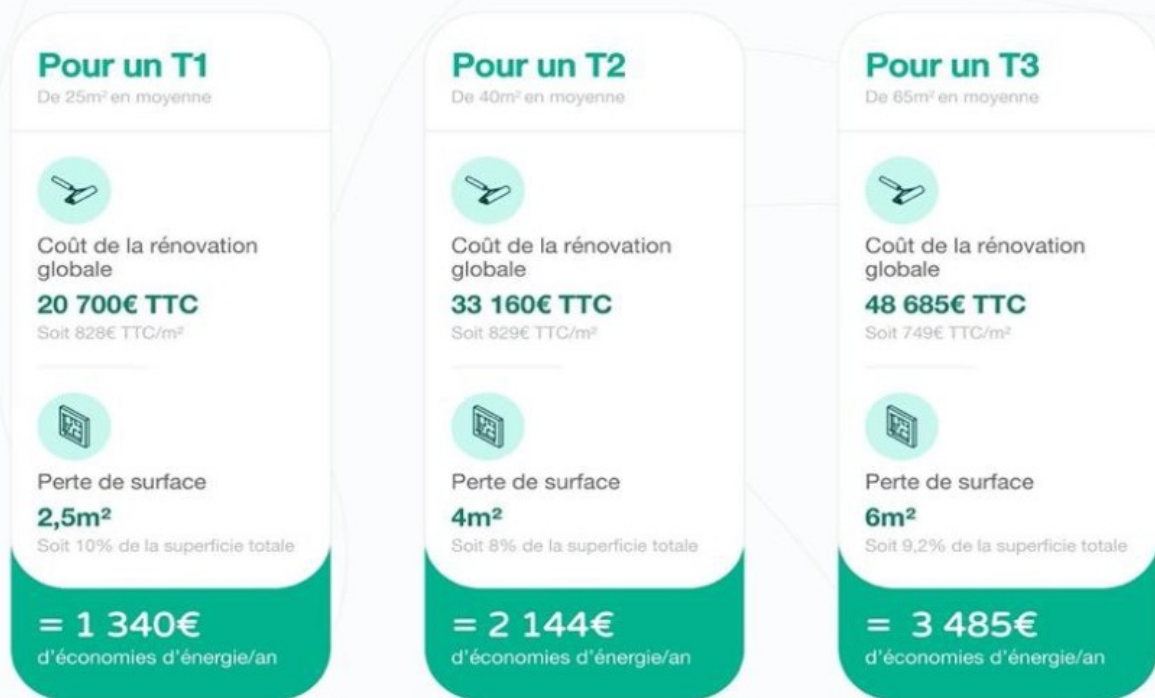 Pour un T1
De 25m² en moyenne
Coût de la rénovation
globale
20 700€ TTC
Soit 828€ TTC/m²
Perte de surface
2,5m²
Soit 10% de la superficie totale
= 1 340€
d'économies d'énergie/an
Pour un T2
De 40m² en moyenne
Coût de la rénovation
globale
33 160€ TTC
Soit 829€ TTC/m²
Perte de surface
4m²
Soit 8% de la superficie totale
= 2 144€
d'économies d'énergie/an
Pour un T3
De 65m² en moyenne
Coût de la rénovation
globale
48 685€ TTC
Soit 749€ TTC/m²
Perte de surface
6m²
Soit 9,2% de la superficie totale
= 3 485€
d'économies d'énergie/an